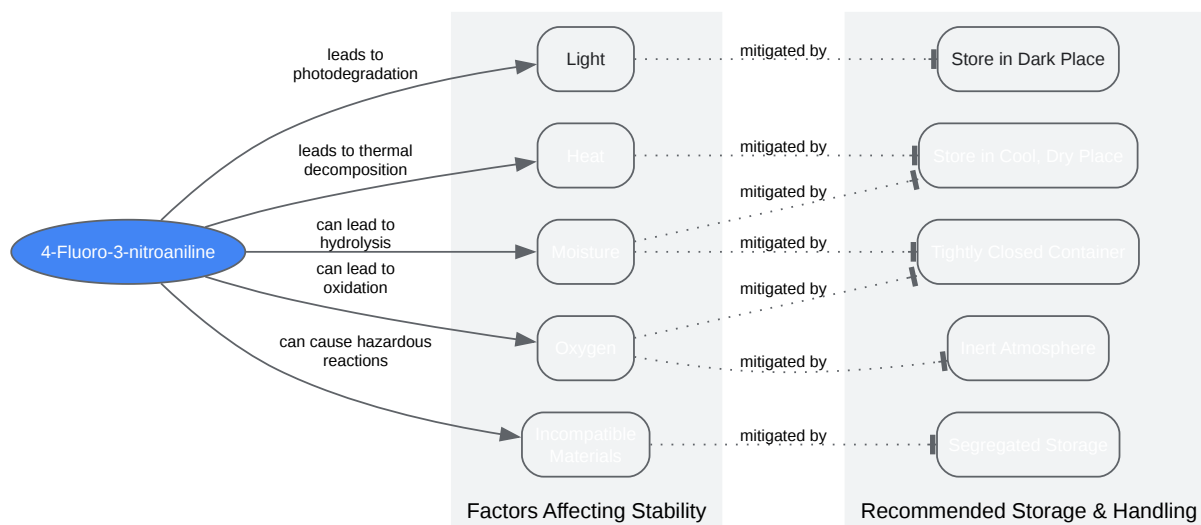 leads to
photodegradation
Light
mitigated by
Store in Dark Place
leads to thermal
decomposition
Heat
mitigated by
Store in Cool, Dry Place
mitigated by
4-Fluoro-3-nitroaniline
can lead to
hydrolysis
Moisture
mitigated by
Tightly Closed Container
can lead to
oxidation
mitigated by
Oxygen
mitigated by
Inert Atmosphere
can cause hazardous
reactions
Incompatible
Materials
mitigated by
Segregated Storage
Factors Affecting Stability
Recommended Storage & Handling